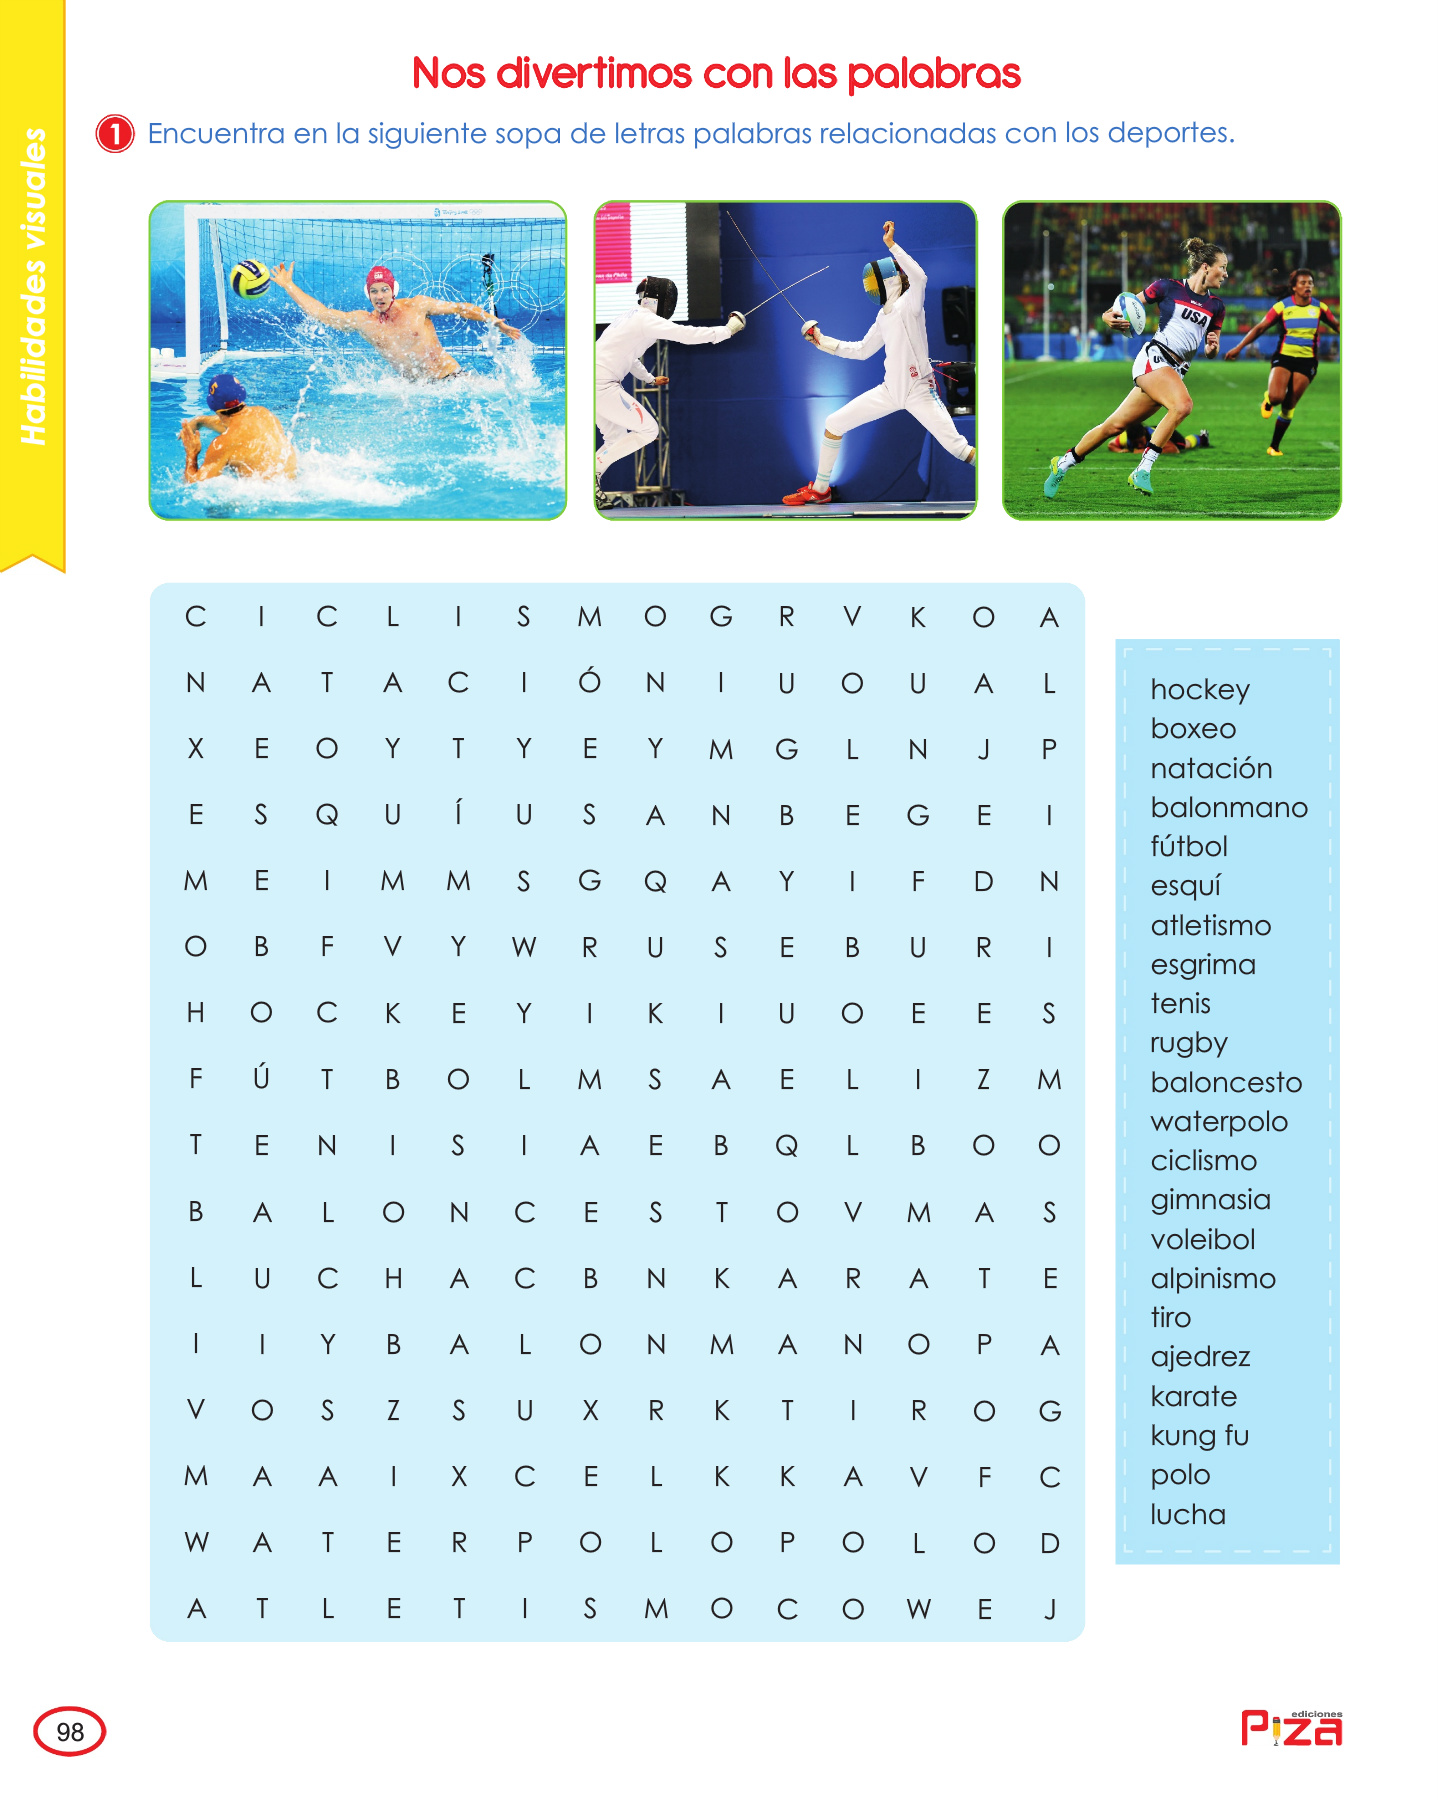 Nos divertimos con las palabras
1 Encuentra en la siguiente sopa de letras palabras relacionadas con los deportes.
Habilidades visuales
USA
C I C L I S M O G R V K O A
N A T A C I Ó N I U O U A L
X E O Y T Y E Y M G L N J P
E S Q U Í U S A N B E G E I
M E I M M S G Q A Y I F D N
O B F V Y W R U S E B U R I
H O C K E Y I K I U O E E S
F Ú T B O L M S A E L I Z M
T E N I S I A E B Q L B O O
B A L O N C E S T O V M A S
L U C H A C B N K A R A T E
I I Y B A L O N M A N O P A
V O S Z S U X R K T I R O G
M A A I X C E L K K A V F C
W A T E R P O L O P O L O D
A T L E T I S M O C O W E J
hockey
boxeo
natación
balonmano
fútbol
esquí
atletismo
esgrima
tenis
rugby
baloncesto
waterpolo
ciclismo
gimnasia
voleibol
alpinismo
tiro
ajedrez
karate
kung fu
polo
lucha
98
ediciones
Piza